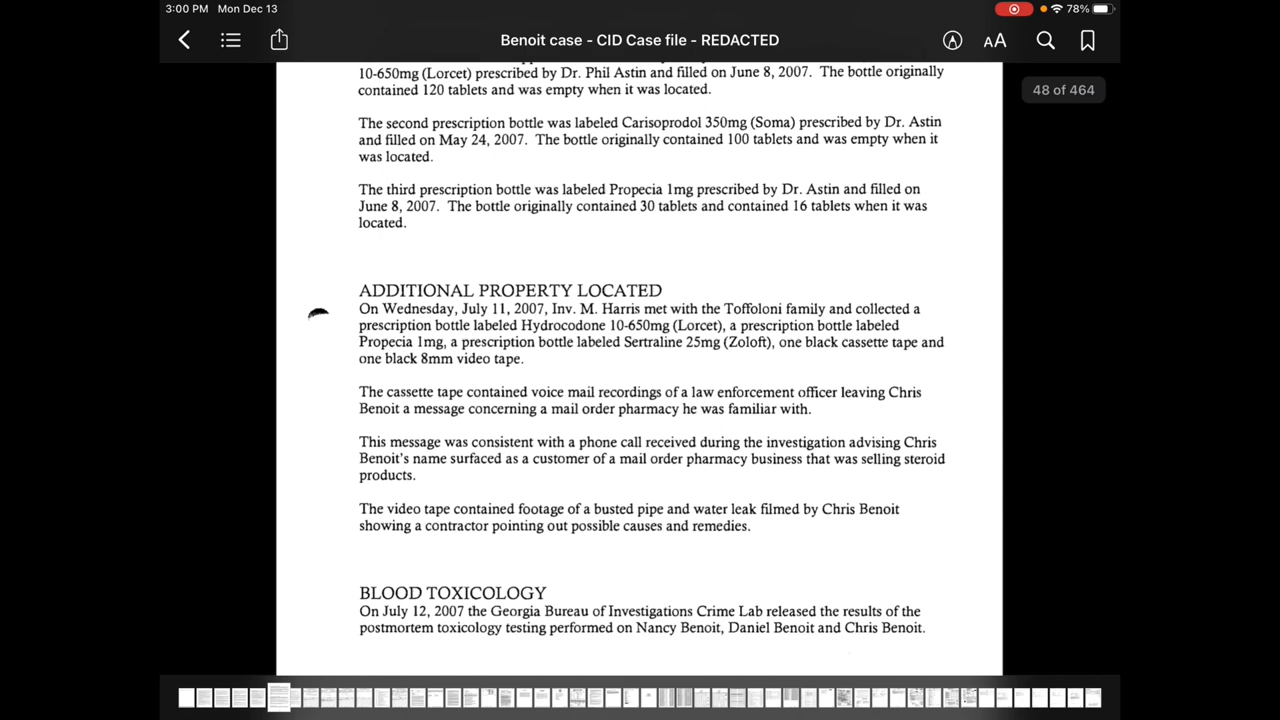 3:00 PM Mon Dec 13
78%
Benoit case - CID Case file - REDACTED
AA
48 of 464
10-650mg (Lorcet) prescribed by Dr. Phil Astin and filled on June 8, 2007. The bottle originally
contained 120 tablets and was empty when it was located.
The second prescription bottle was labeled Carisoprodol 350mg (Soma) prescribed by Dr. Astin
and filled on May 24, 2007. The bottle originally contained 100 tablets and was empty when it
was located.
The third prescription bottle was labeled Propecia 1mg prescribed by Dr. Astin and filled on
June 8, 2007. The bottle originally contained 30 tablets and contained 16 tablets when it was
located.
ADDITIONAL PROPERTY LOCATED
On Wednesday, July 11, 2007, Inv. M. Harris met with the Toffoloni family and collected a
prescription bottle labeled Hydrocodone 10-650mg (Lorcet), a prescription bottle labeled
Propecia 1mg, a prescription bottle labeled Sertraline 25mg (Zoloft), one black cassette tape and
one black 8mm video tape.
The cassette tape contained voice mail recordings of a law enforcement officer leaving Chris
Benoit a message concerning a mail order pharmacy he was familiar with.
This message was consistent with a phone call received during the investigation advising Chris
Benoit's name surfaced as a customer of a mail order pharmacy business that was selling steroid
products.
The video tape contained footage of a busted pipe and water leak filmed by Chris Benoit
showing a contractor pointing out possible causes and remedies.
BLOOD TOXICOLOGY
On July 12, 2007 the Georgia Bureau of Investigations Crime Lab released the results of the
postmortem toxicology testing performed on Nancy Benoit, Daniel Benoit and Chris Benoit.